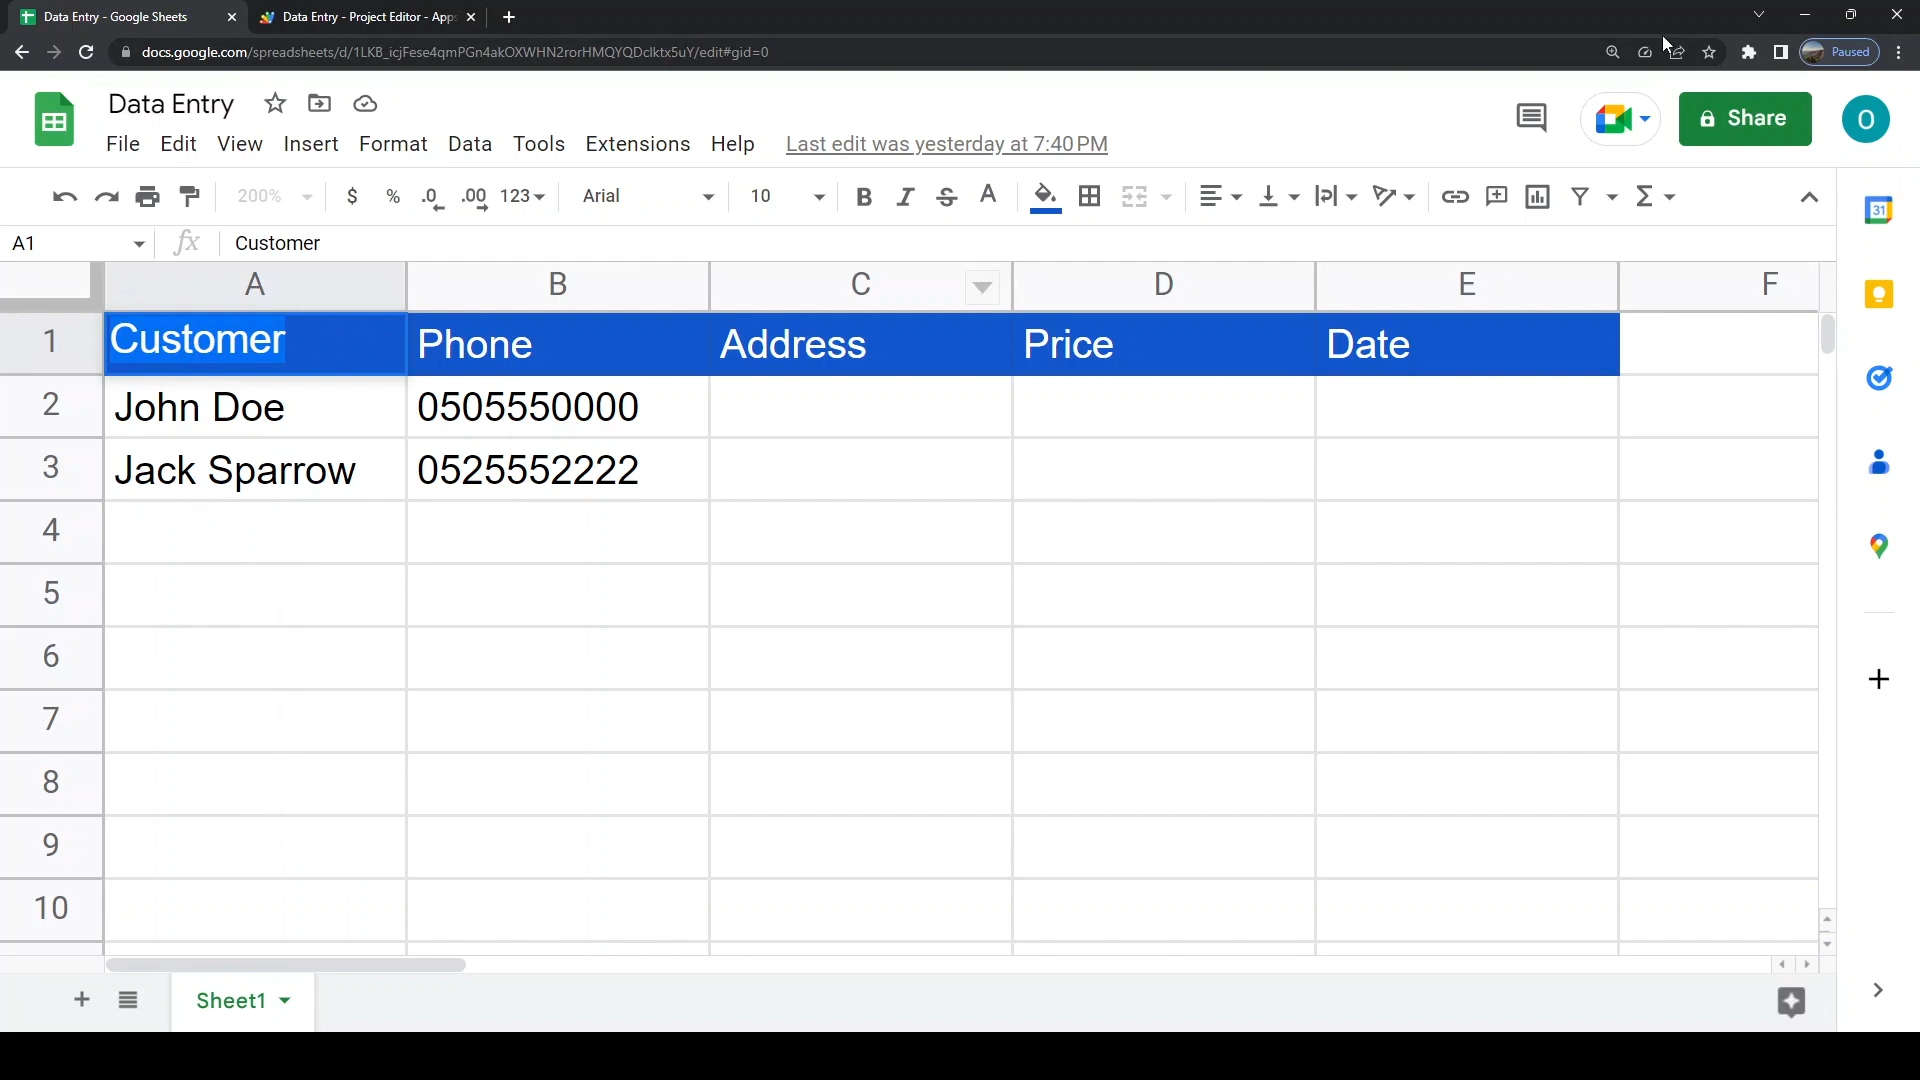 Data Entry - Google Sheets
Data Entry - Project Editor - Apps
docs.google.com/spreadsheets/d/1LKB_icjFese4qmPGn4akOXWHN2rorHMQYQDclktx5uY/edit#gid=0
Paused
Data Entry
File Edit View Insert Format Data Tools Extensions Help Last edit was yesterday at 7:40 PM
Share
O
200% $ % .0 .00 123 Arial 10 B I S A
31
A1 fx Customer
A B C D E F
1 Customer Phone Address Price Date
2 John Doe 0505550000
3 Jack Sparrow 0525552222
4
5
6
7
8
9
10
Sheet1